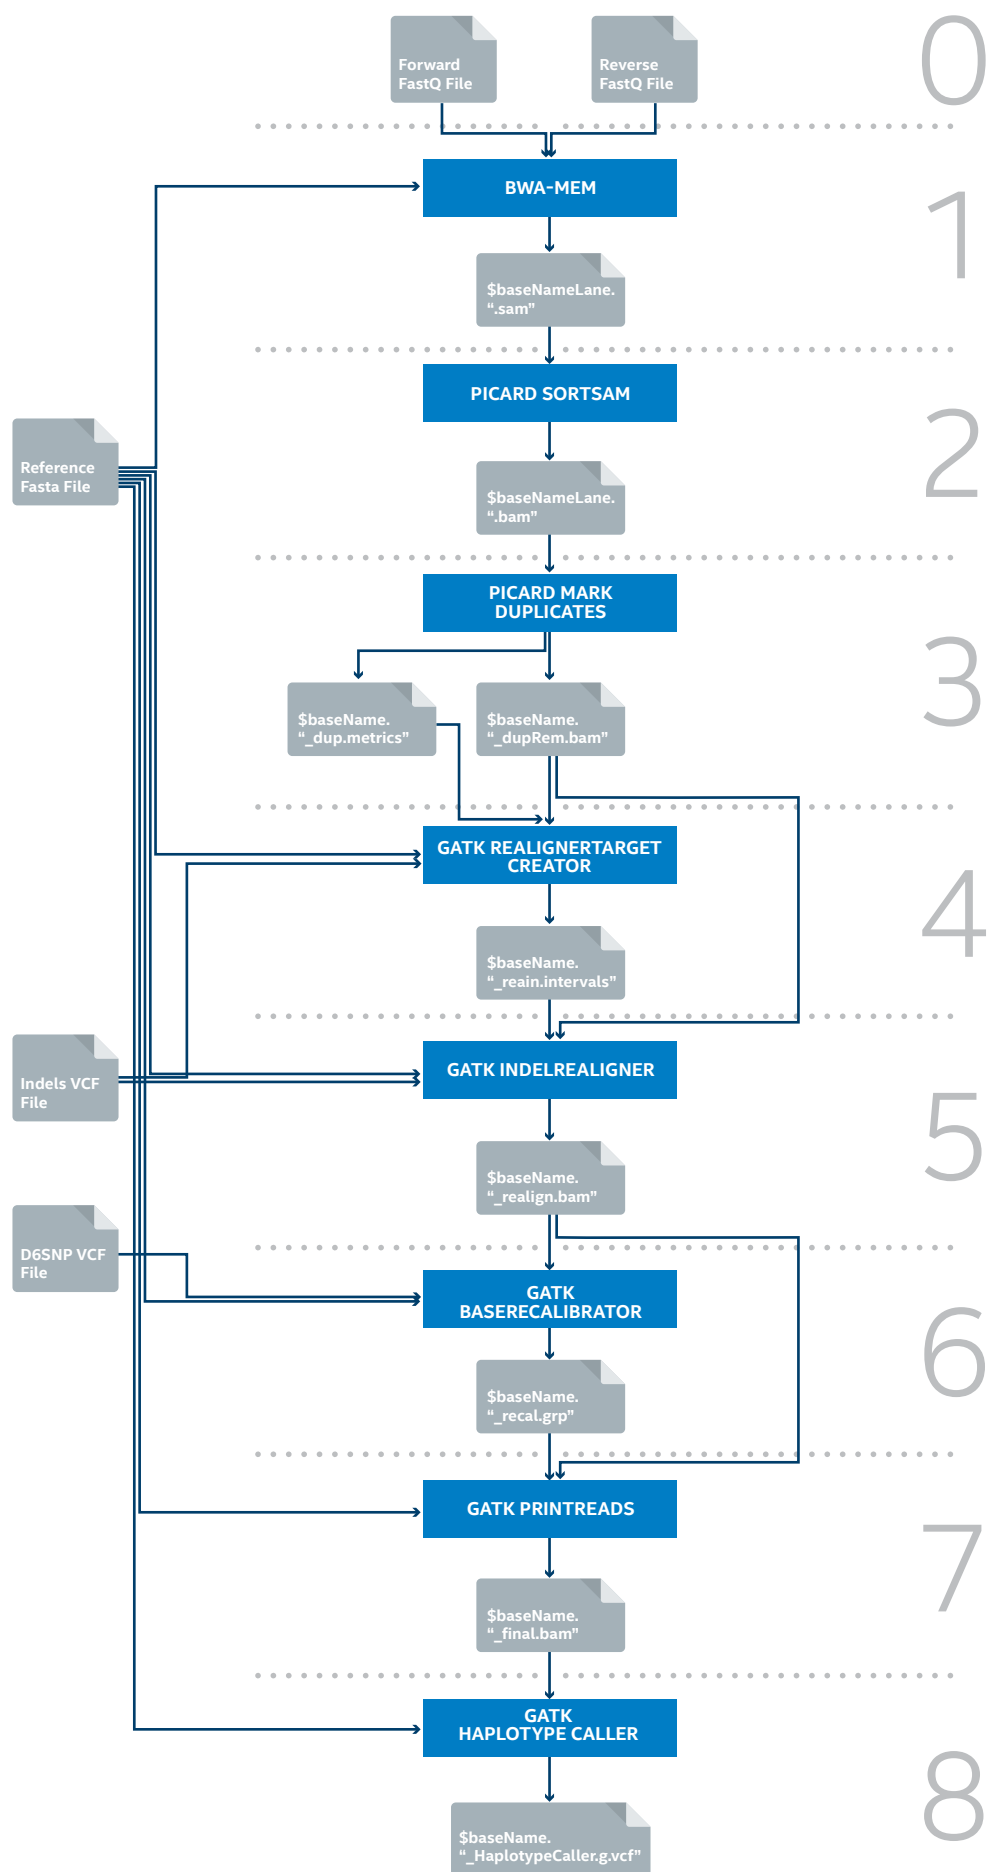 0
Forward
FastQ File
Reverse
FastQ File
1
BWA-MEM
$baseNameLane.
“.sam”
2
PICARD SORTSAM
Reference
Fasta File
$baseNameLane.
“.bam”
3
PICARD MARK
DUPLICATES
$baseName.
“_dup.metrics”
$baseName.
“_dupRem.bam”
4
GATK REALIGNERTARGET
CREATOR
$baseName.
“_reain.intervals”
5
Indels VCF
File
GATK INDELREALIGNER
$baseName.
“_realign.bam”
D6SNP VCF
File
6
GATK
BASERECALIBRATOR
$baseName.
“_recal.grp”
7
GATK PRINTREADS
$baseName.
“_final.bam”
8
GATK
HAPLOTYPE CALLER
$baseName.
“_HaplotypeCaller.g.vcf”